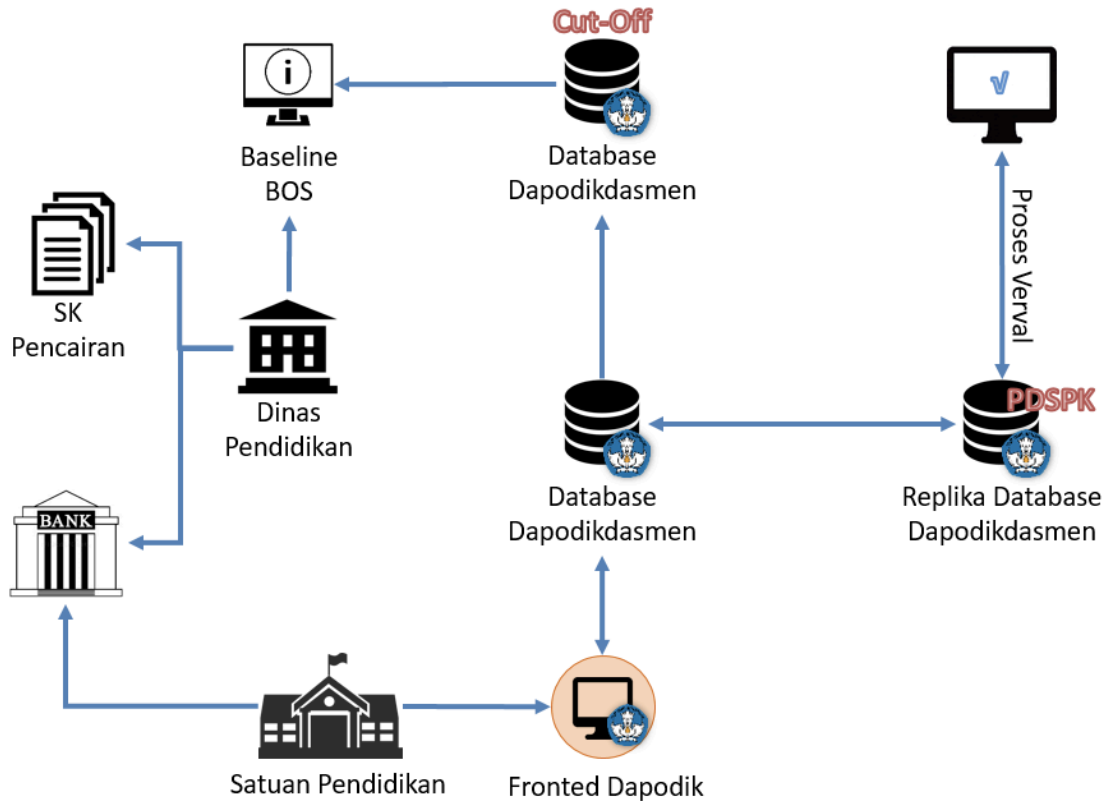 Cut-Off
i
√
Baseline
BOS
Database
Dapodikdasmen
Proses Verval
SK
Pencairan
Dinas
Pendidikan
PDSPK
Database
Dapodikdasmen
Replika Database
Dapodikdasmen
BANK
Satuan Pendidikan
Fronted Dapodik